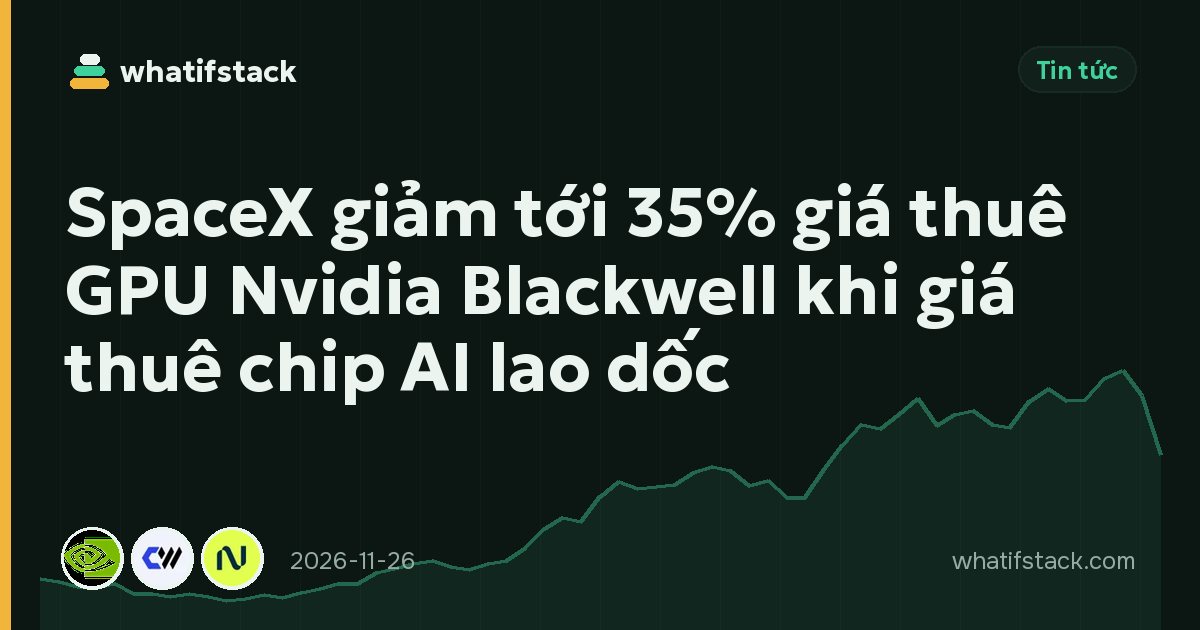 whatifstack
Tin tức
SpaceX giảm tới 35% giá thuê
GPU Nvidia Blackwell khi giá
thuê chip AI lao dốc
2026-11-26
whatifstack.com